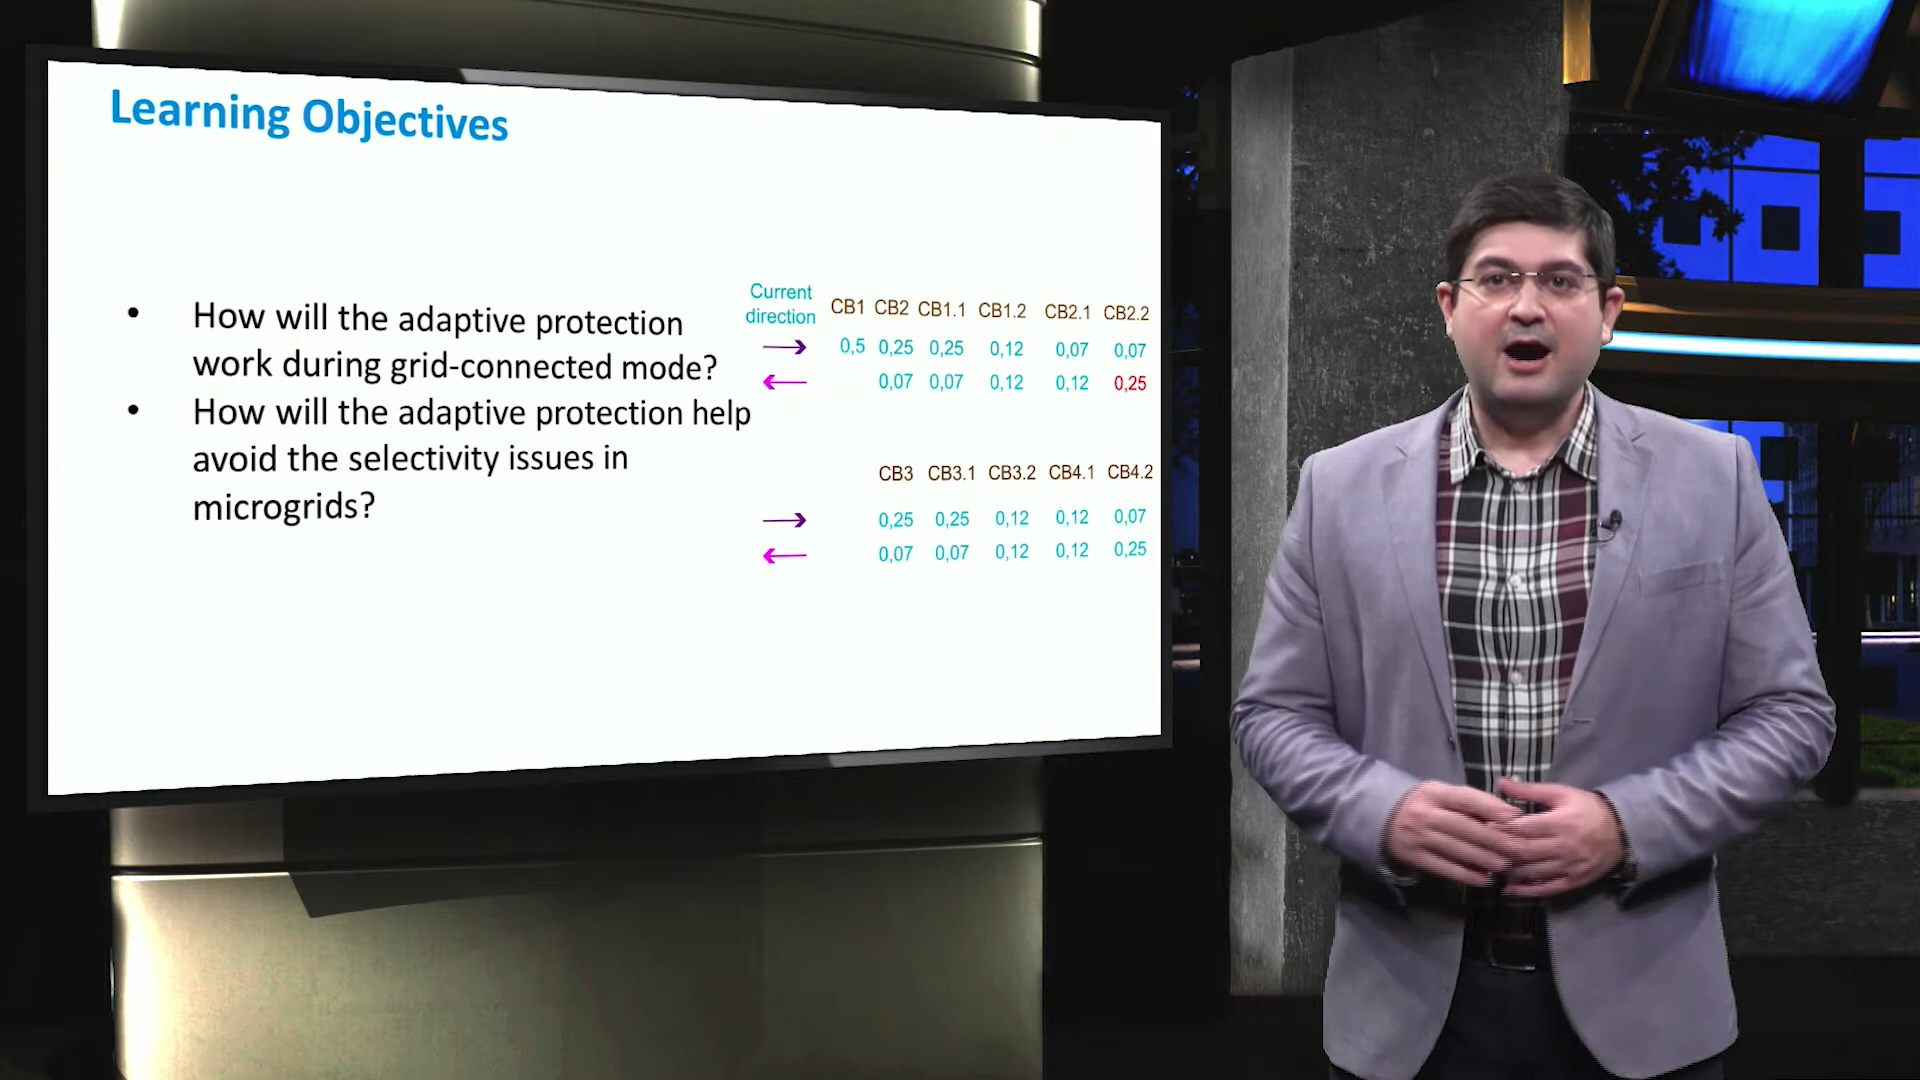 Learning Objectives
• How will the adaptive protection
work during grid-connected mode?
• How will the adaptive protection help
avoid the selectivity issues in
microgrids?
Current
direction CB1 CB2 CB1.1 CB1.2 CB2.1 CB2.2
→ 0,5 0,25 0,25 0,12 0,07 0,07
← 0,07 0,07 0,12 0,12 0,25
CB3 CB3.1 CB3.2 CB4.1 CB4.2
→ 0,25 0,25 0,12 0,12 0,07
← 0,07 0,07 0,12 0,12 0,25